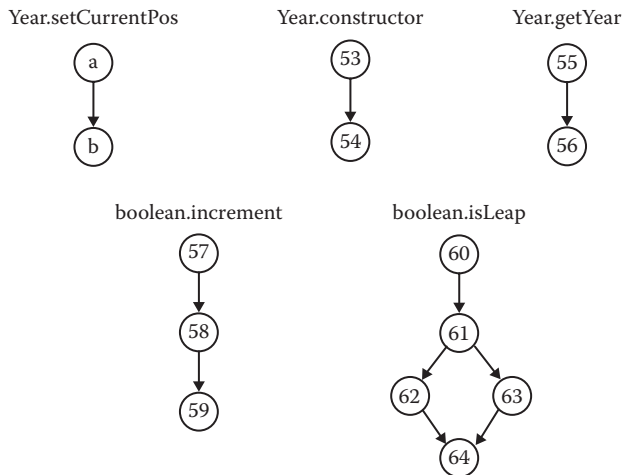 Year.setCurrentPos
Year.constructor
Year.getYear
a
53
55
b
54
56
boolean.increment
boolean.isLeap
57
60
58
61
62
63
59
64